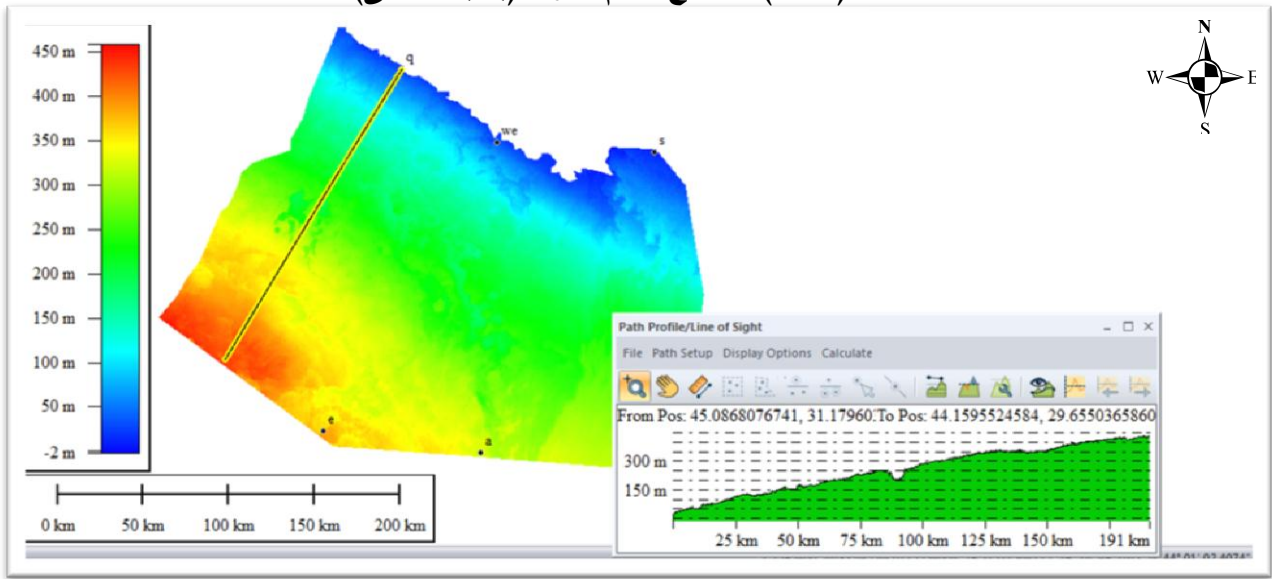 N
W
E
S
450 m
400 m
350 m
300 m
250 m
200 m
150 m
100 m
50 m
-2 m
q
we
s
e
a
0 km 50 km 100 km 150 km 200 km
Path Profile/Line of Sight
File Path Setup Display Options Calculate
From Pos: 45.0868076741, 31.17960 To Pos: 44.1595524584, 29.6550365860
300 m
150 m
25 km 50 km 75 km 100 km 125 km 150 km 191 km